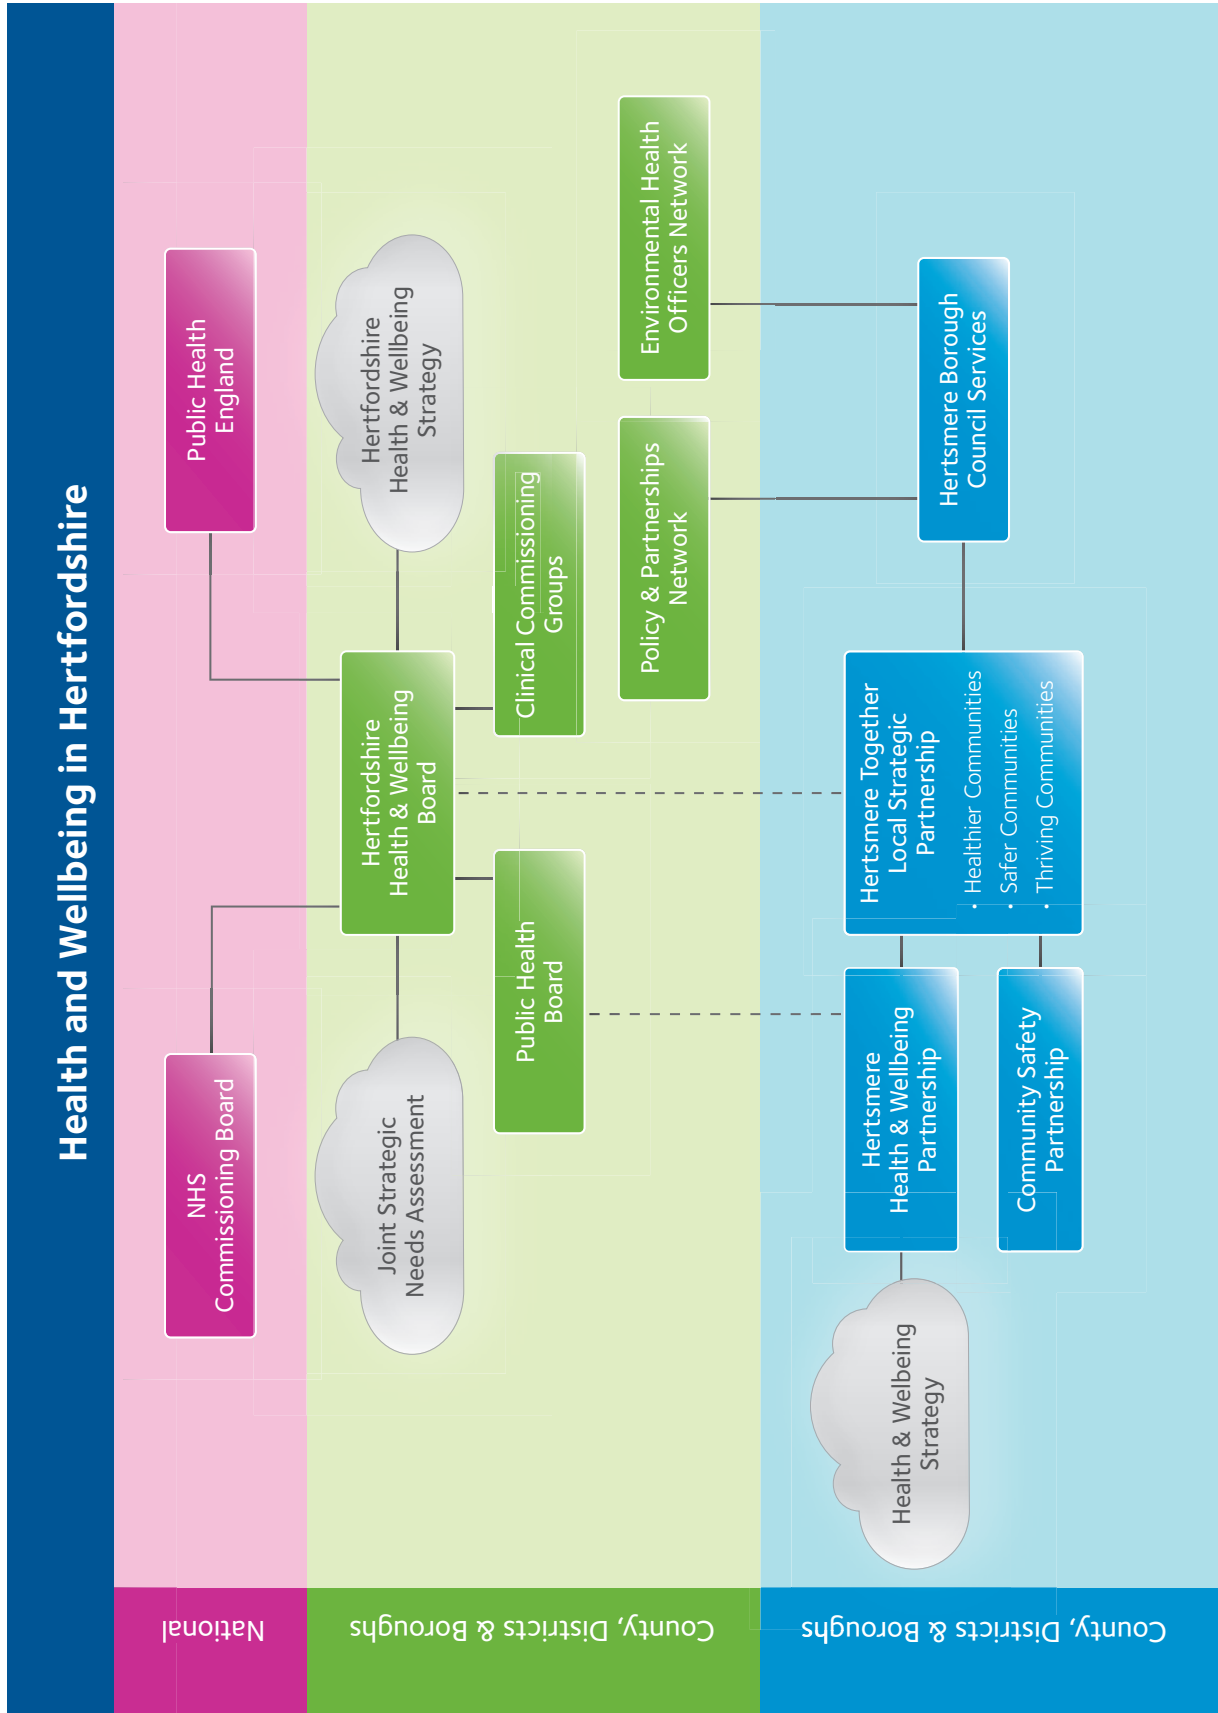 Health and Wellbeing in Hertfordshire
National
NHS
Commissioning Board
Public Health
England
County, Districts & Boroughs
Joint Strategic
Needs Assessment
Hertfordshire
Health & Wellbeing
Board
Hertfordshire
Health & Wellbeing
Strategy
Public Health
Board
Clinical Commissioning
Groups
Policy & Partnerships
Network
Environmental Health
Officers Network
County, Districts & Boroughs
Health & Welbeing
Strategy
Hertsmere
Health & Wellbeing
Partnership
Community Safety
Partnership
Hertsmere Together
Local Strategic
Partnership
• Healthier Communities
• Safer Communities
• Thriving Communities
Hertsmere Borough
Council Services